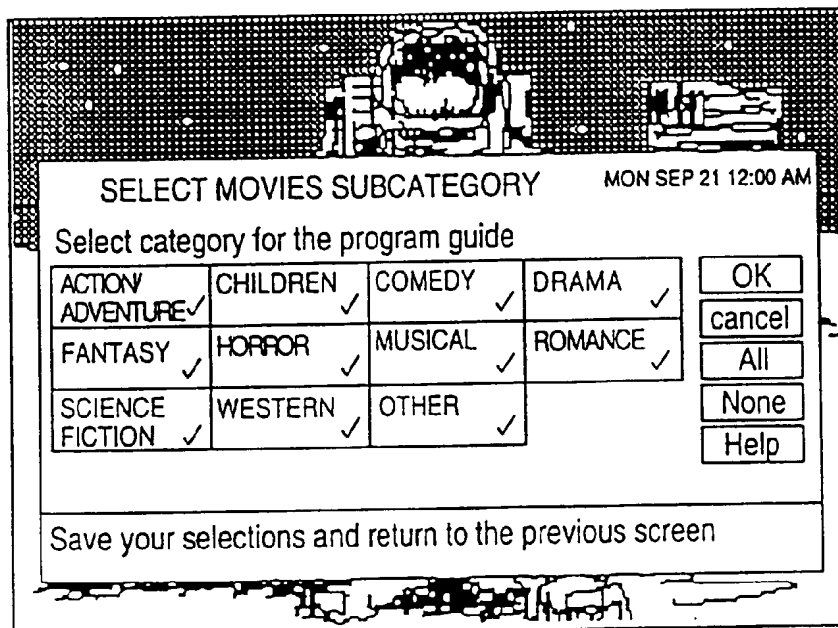 SELECT MOVIES SUBCATEGORY
MON SEP 21 12:00 AM
Select category for the program guide
ACTION/
ADVENTURE
CHILDREN
COMEDY
DRAMA
FANTASY
HORROR
MUSICAL
ROMANCE
SCIENCE
FICTION
WESTERN
OTHER
OK
cancel
All
None
Help
Save your selections and return to the previous screen